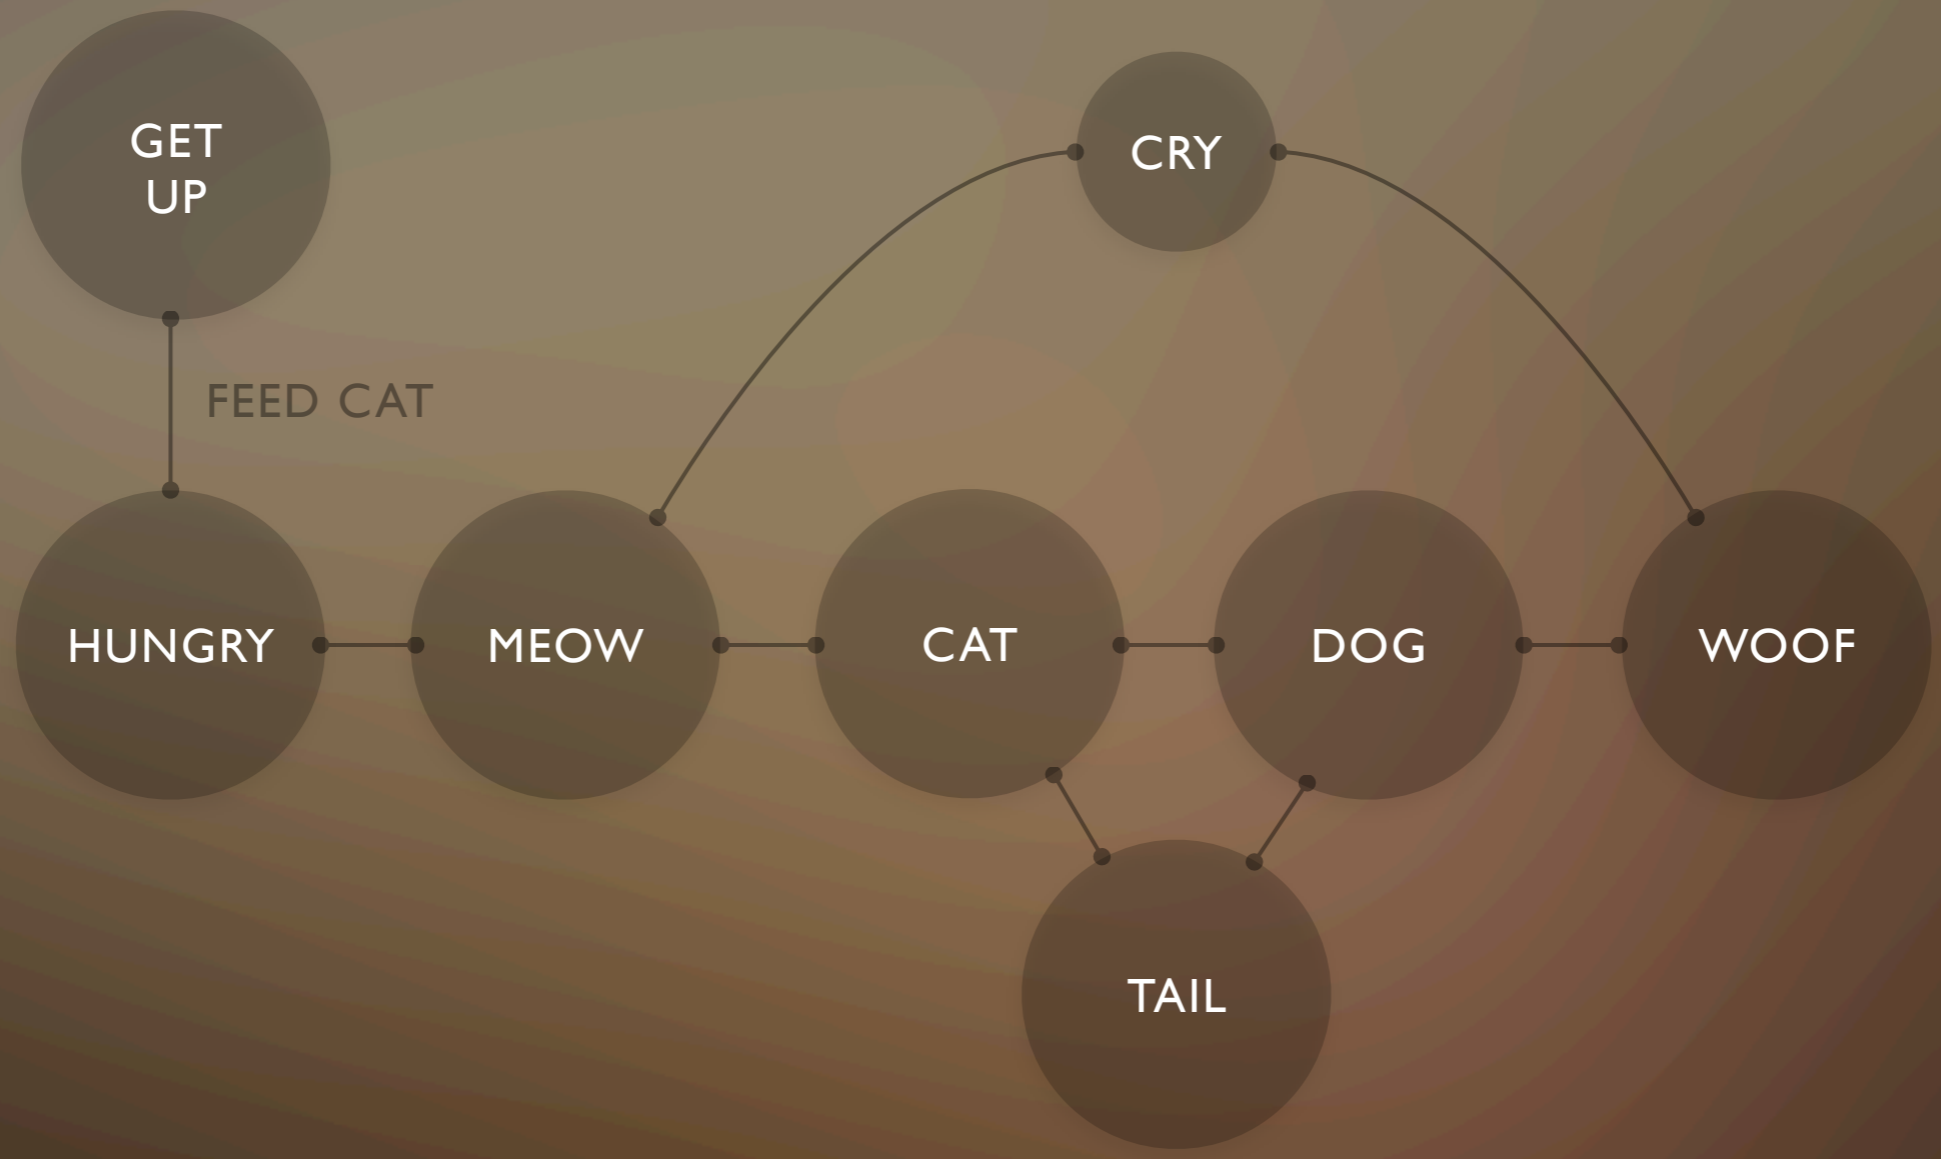 GET
UP
CRY
FEED CAT
HUNGRY
MEOW
CAT
DOG
WOOF
TAIL